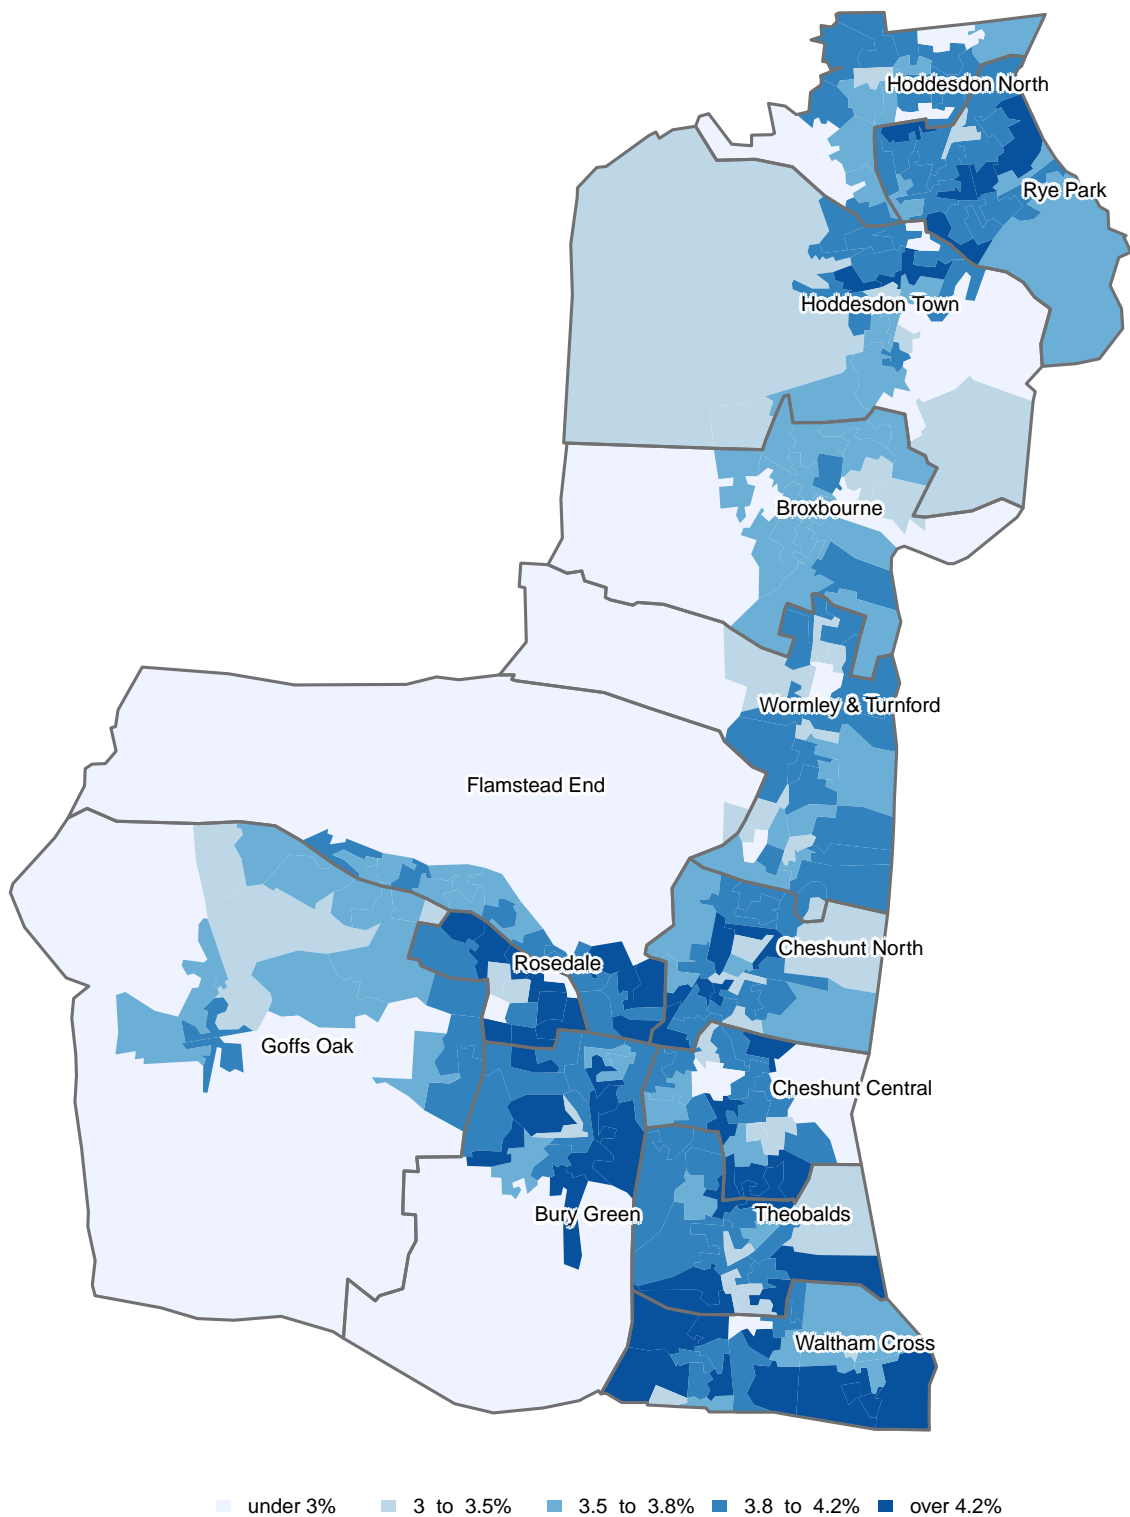 Hoddesdon North
Rye Park
Hoddesdon Town
Broxbourne
Wormley & Turnford
Flamstead End
Cheshunt North
Rosedale
Goffs Oak
Cheshunt Central
Bury Green
Theobalds
Waltham Cross
under 3% 3 to 3.5% 3.5 to 3.8% 3.8 to 4.2% over 4.2%